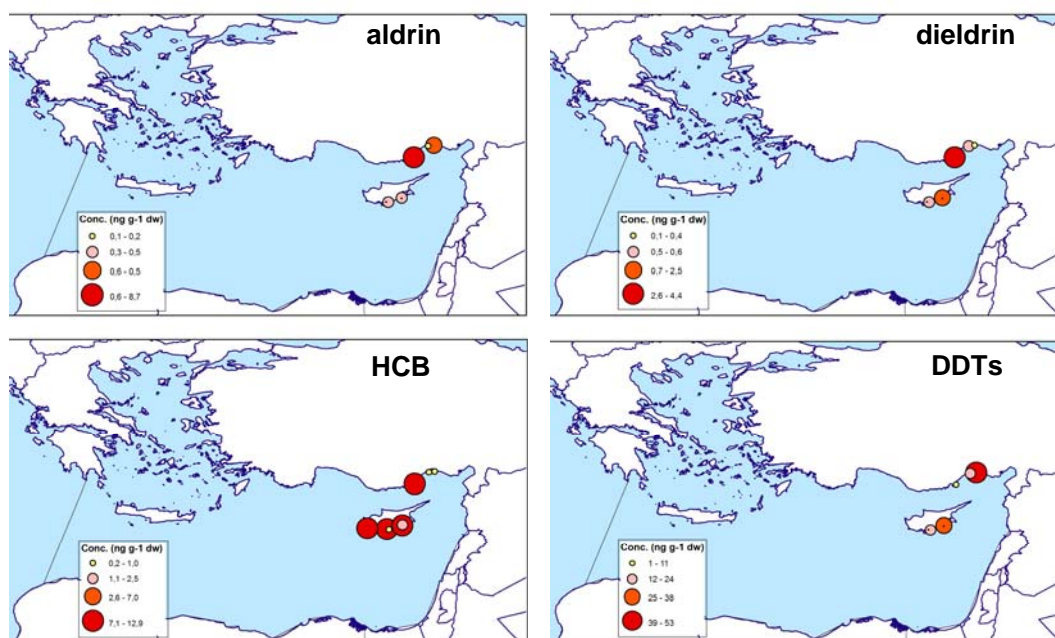 aldrin
Conc. (ng g-1 dw)
0,1 - 0,2
0,3 - 0,5
0,6 - 0,5
0,6 - 8,7
dieldrin
Conc. (ng g-1 dw)
0,1 - 0,4
0,5 - 0,6
0,7 - 2,5
2,6 - 4,4
HCB
Conc. (ng g-1 dw)
0,2 - 1,0
1,1 - 2,5
2,6 - 7,0
7,1 - 12,9
DDTs
Conc. (ng g-1 dw)
1 - 11
12 - 24
25 - 38
39 - 53